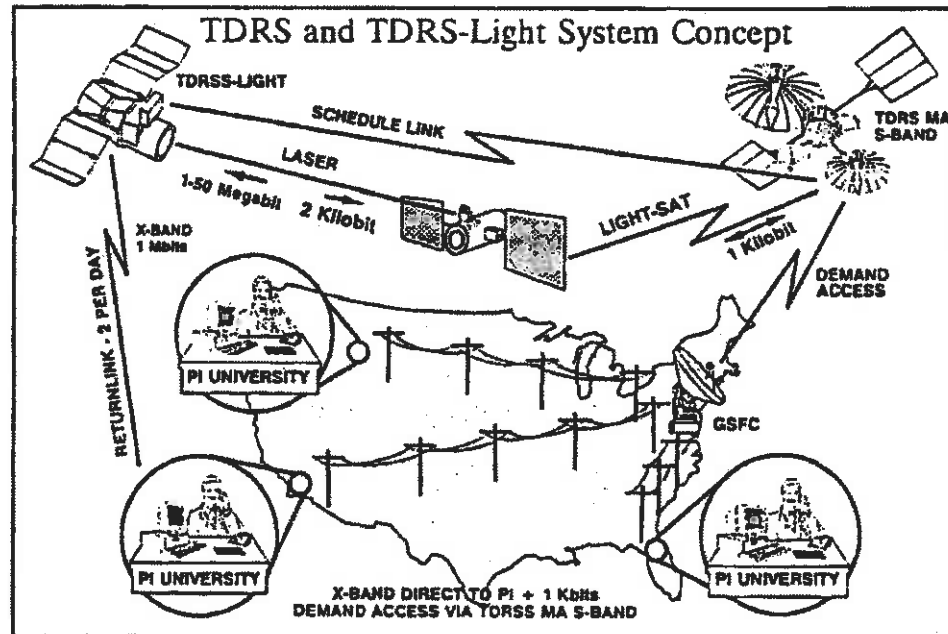 TDRS and TDRS-Light System Concept
TDRSS-LIGHT
TDRS MA
S-BAND
SCHEDULE LINK
LASER
1-50 Megabit
2 Kilobit
LIGHT-SAT
1 Kilobit
X-BAND
1 Mbits
DEMAND
ACCESS
RETURNLINK - 2 PER DAY
PI UNIVERSITY
GSFC
PI UNIVERSITY
PI UNIVERSITY
X-BAND DIRECT TO PI + 1 Kbits
DEMAND ACCESS VIA TDRSS MA S-BAND